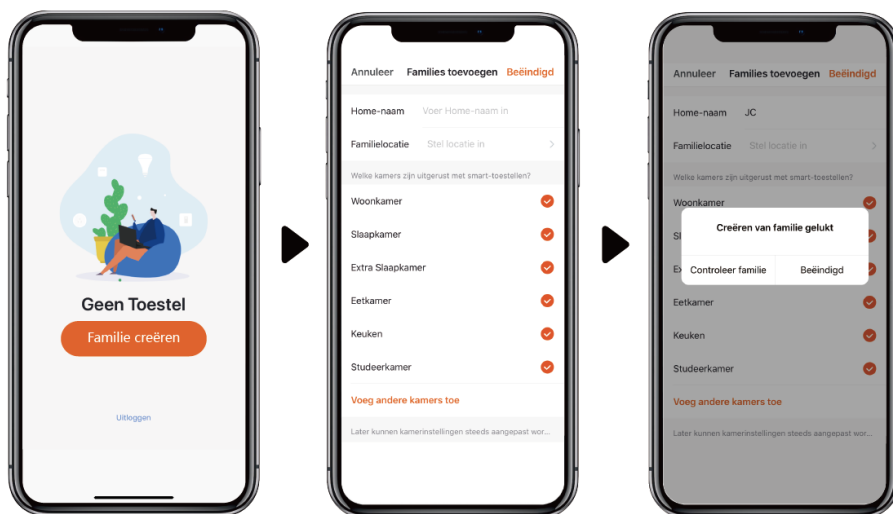 Geen Toestel
Familie creëren
Uitloggen
Annuleer Families toevoegen Beëindigd
Home-naam Voer Home-naam in
Familielocatie Stel locatie in
Welke kamers zijn uitgerust met smart-toestellen?
Woonkamer
Slaapkamer
Extra Slaapkamer
Eetkamer
Keuken
Studeerkamer
Voeg andere kamers toe
Later kunnen kamerinstellingen steeds aangepast wor...
Annuleer Families toevoegen Beëindigd
Home-naam JC
Familielocatie Stel locatie in
Welke kamers zijn uitgerust met smart-toestellen?
Woonkamer
Creëren van familie gelukt
Controleer familie Beëindigd
Eetkamer
Keuken
Studeerkamer
Voeg andere kamers toe
Later kunnen kamerinstellingen steeds aangepast wor...